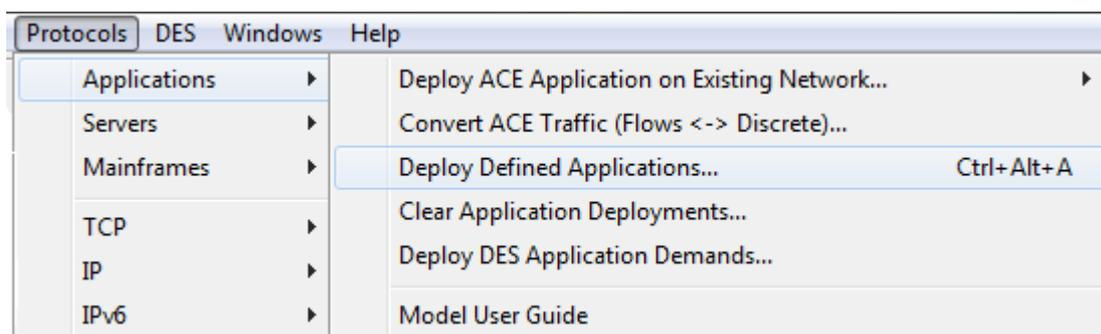 Protocols DES Windows Help
Applications Deploy ACE Application on Existing Network...
Servers Convert ACE Traffic (Flows <-> Discrete)...
Mainframes Deploy Defined Applications... Ctrl+Alt+A
Clear Application Deployments...
TCP
Deploy DES Application Demands...
IP
IPv6 Model User Guide